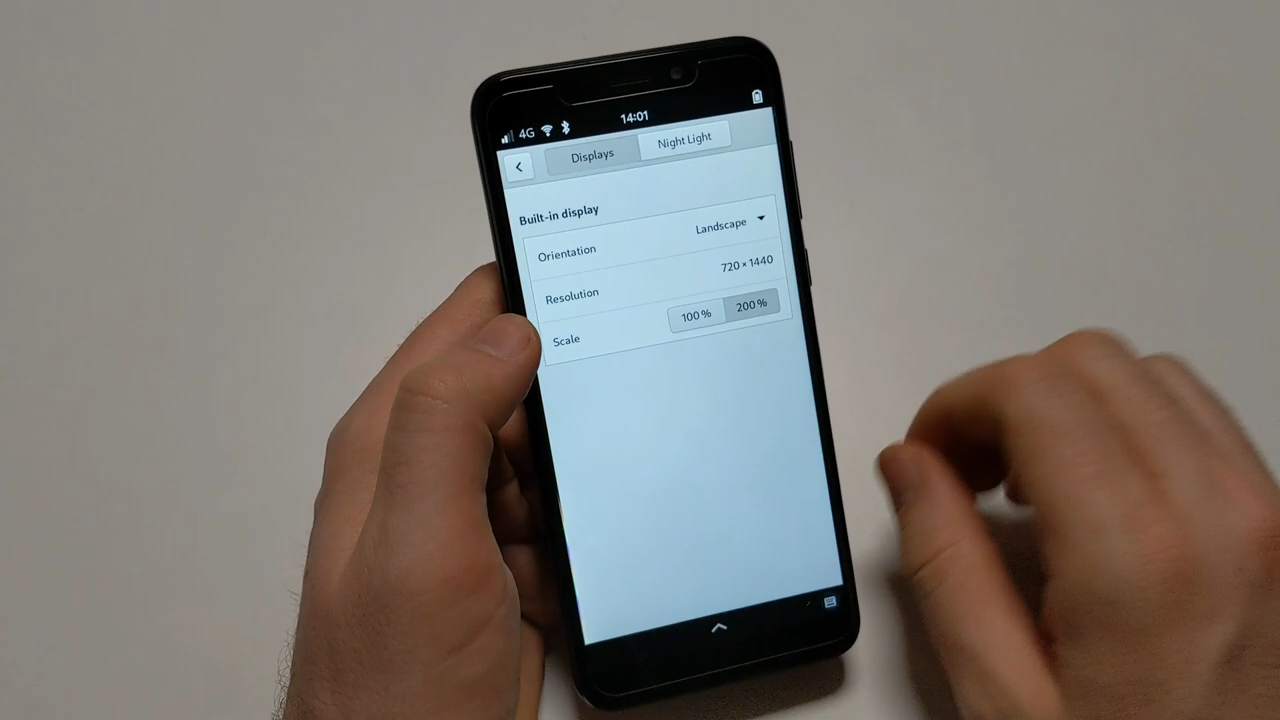 4G 14:01
Displays Night Light
Built-in display
Orientation Landscape
Resolution 720×1440
Scale 100 % 200 %